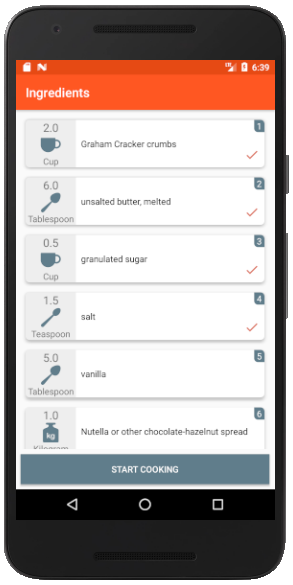 6:39
Ingredients
2.0
Cup
Graham Cracker crumbs
1
6.0
Tablespoon
unsalted butter, melted
2
0.5
Cup
granulated sugar
3
1.5
Teaspoon
salt
4
5.0
Tablespoon
vanilla
5
1.0
kg
Kilogram
Nutella or other chocolate-hazelnut spread
6
START COOKING